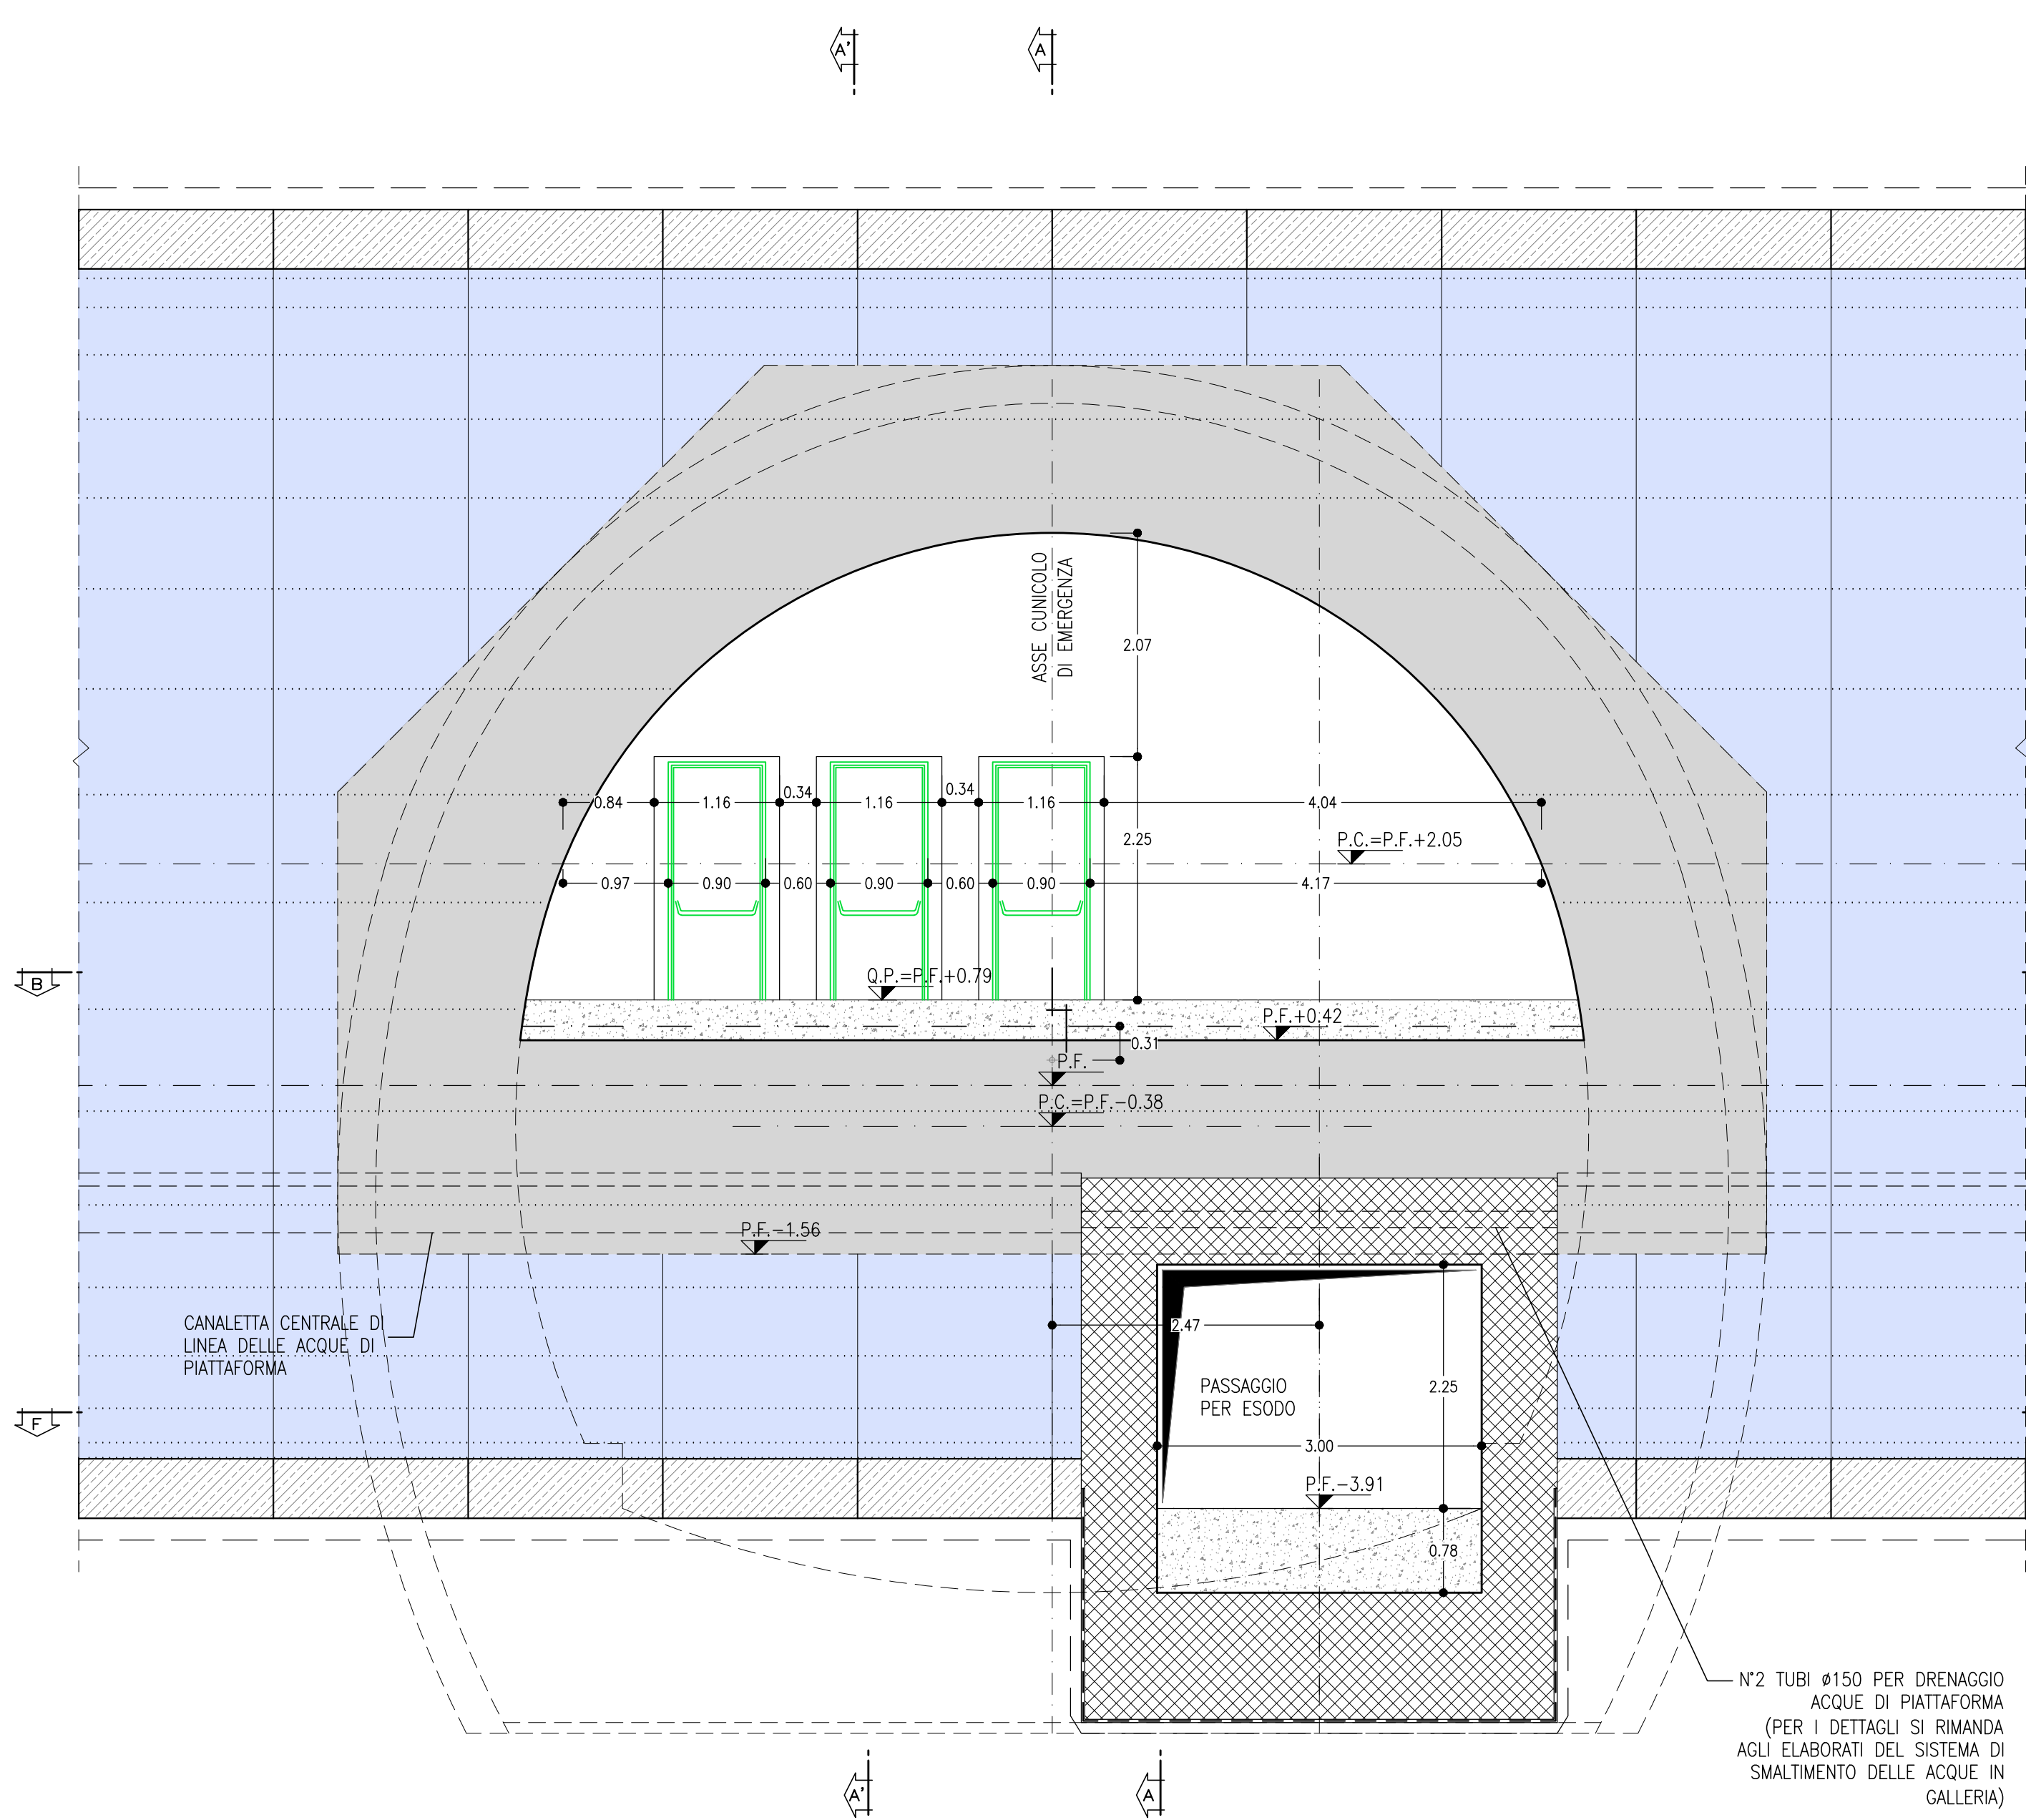 A'
A
ASSE CUNICOLO
DI EMERGENZA
2.07
0.84
1.16
0.34
1.16
0.34
1.16
4.04
2.25
P.C.=P.F.+2.05
0.97
0.90
0.60
0.90
0.60
0.90
4.17
Q.P.=P.F.+0.79
B
P.F.+0.42
0.31
P.F.
P.C.=P.F.-0.38
P.F.-1.56
CANALETTA CENTRALE DI
LINEA DELLE ACQUE DI
PIATTAFORMA
2.47
PASSAGGIO
PER ESODO
2.25
F
3.00
P.F.-3.91
0.78
N°2 TUBI ø150 PER DRENAGGIO
ACQUE DI PIATTAFORMA
(PER I DETTAGLI SI RIMANDA
AGLI ELABORATI DEL SISTEMA DI
SMALTIMENTO DELLE ACQUE IN
GALLERIA)
A'
A